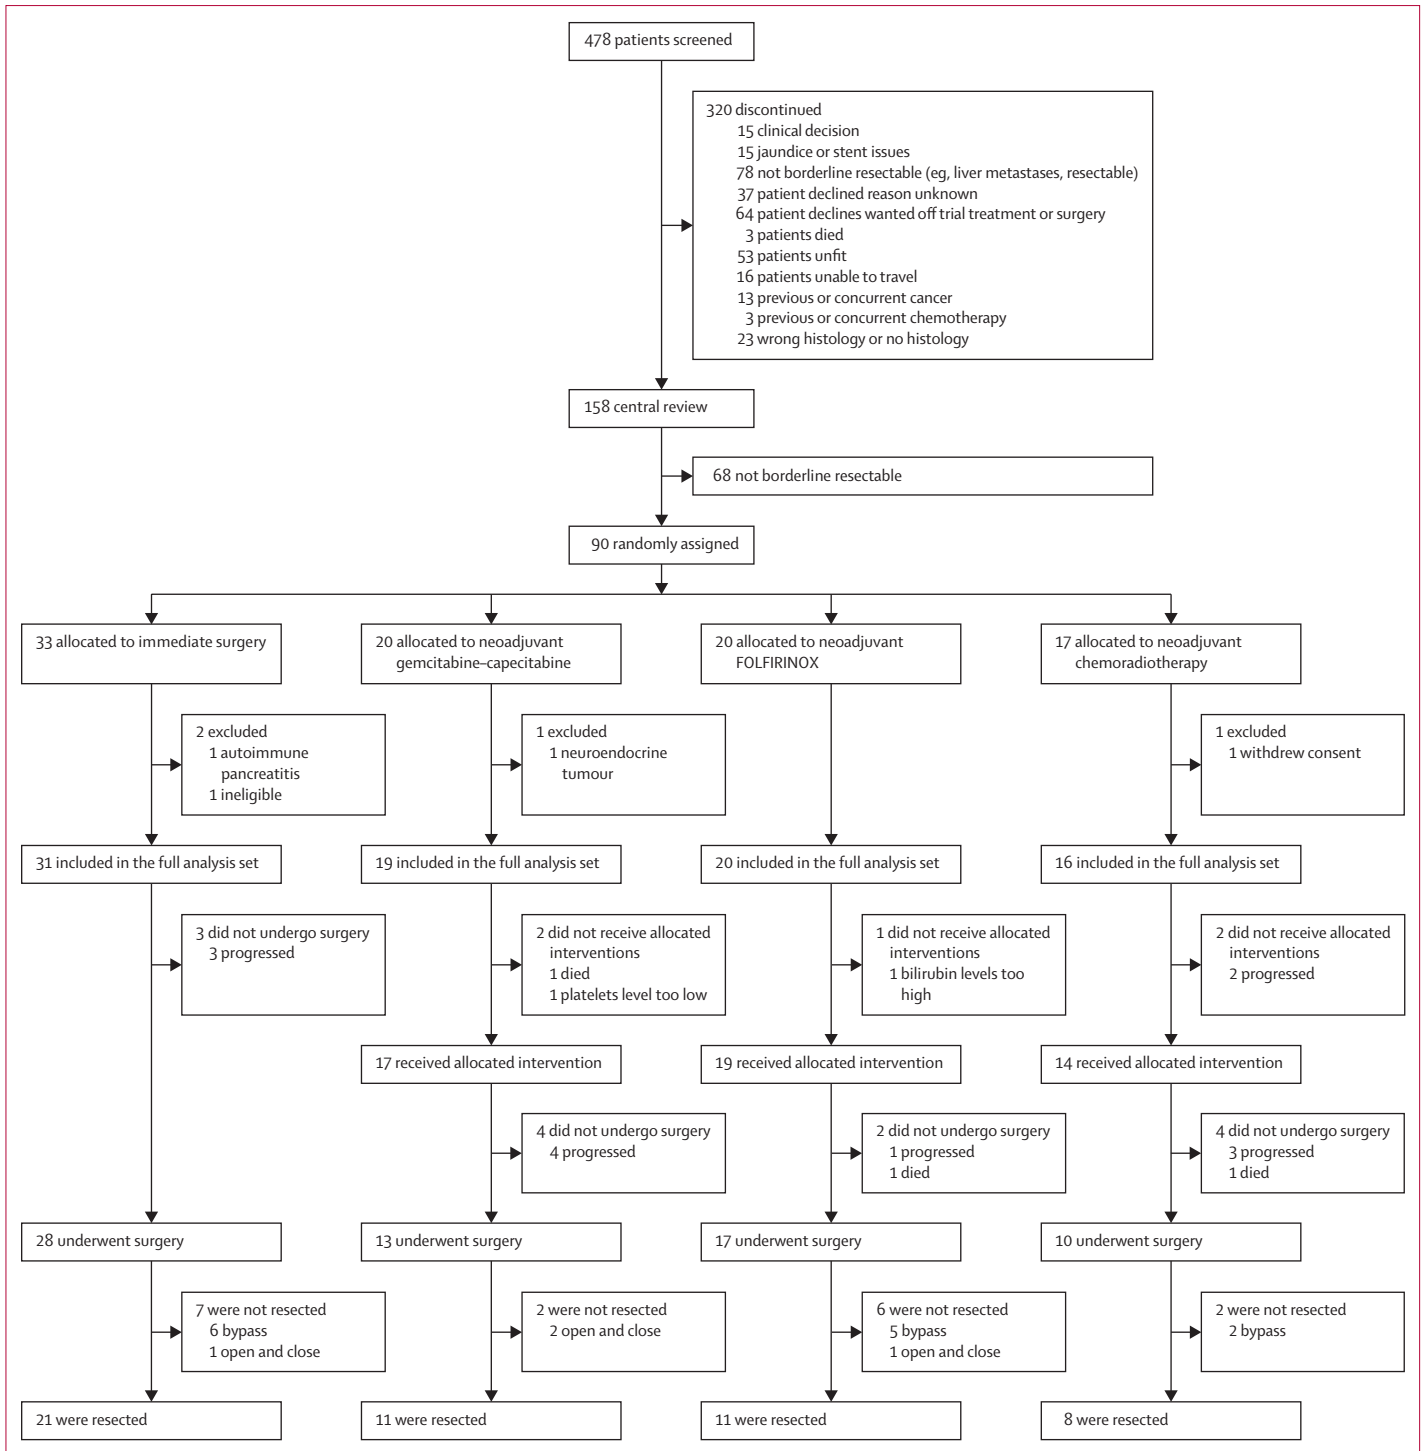 478 patients screened
320 discontinued
15 clinical decision
15 jaundice or stent issues
78 not borderline resectable (eg, liver metastases, resectable)
37 patient declined reason unknown
64 patient declines wanted off trial treatment or surgery
3 patients died
53 patients unfit
16 patients unable to travel
13 previous or concurrent cancer
3 previous or concurrent chemotherapy
23 wrong histology or no histology
158 central review
68 not borderline resectable
90 randomly assigned
33 allocated to immediate surgery
20 allocated to neoadjuvant
gemcitabine–capecitabine
20 allocated to neoadjuvant
FOLFIRINOX
17 allocated to neoadjuvant
chemoradiotherapy
2 excluded
1 autoimmune
pancreatitis
1 ineligible
1 excluded
1 neuroendocrine
tumour
1 excluded
1 withdrew consent
31 included in the full analysis set
19 included in the full analysis set
20 included in the full analysis set
16 included in the full analysis set
3 did not undergo surgery
3 progressed
2 did not receive allocated
interventions
1 died
1 platelets level too low
1 did not receive allocated
interventions
1 bilirubin levels too
high
2 did not receive allocated
interventions
2 progressed
17 received allocated intervention
19 received allocated intervention
14 received allocated intervention
4 did not undergo surgery
4 progressed
2 did not undergo surgery
1 progressed
1 died
4 did not undergo surgery
3 progressed
1 died
28 underwent surgery
13 underwent surgery
17 underwent surgery
10 underwent surgery
7 were not resected
6 bypass
1 open and close
2 were not resected
2 open and close
6 were not resected
5 bypass
1 open and close
2 were not resected
2 bypass
21 were resected
11 were resected
11 were resected
8 were resected